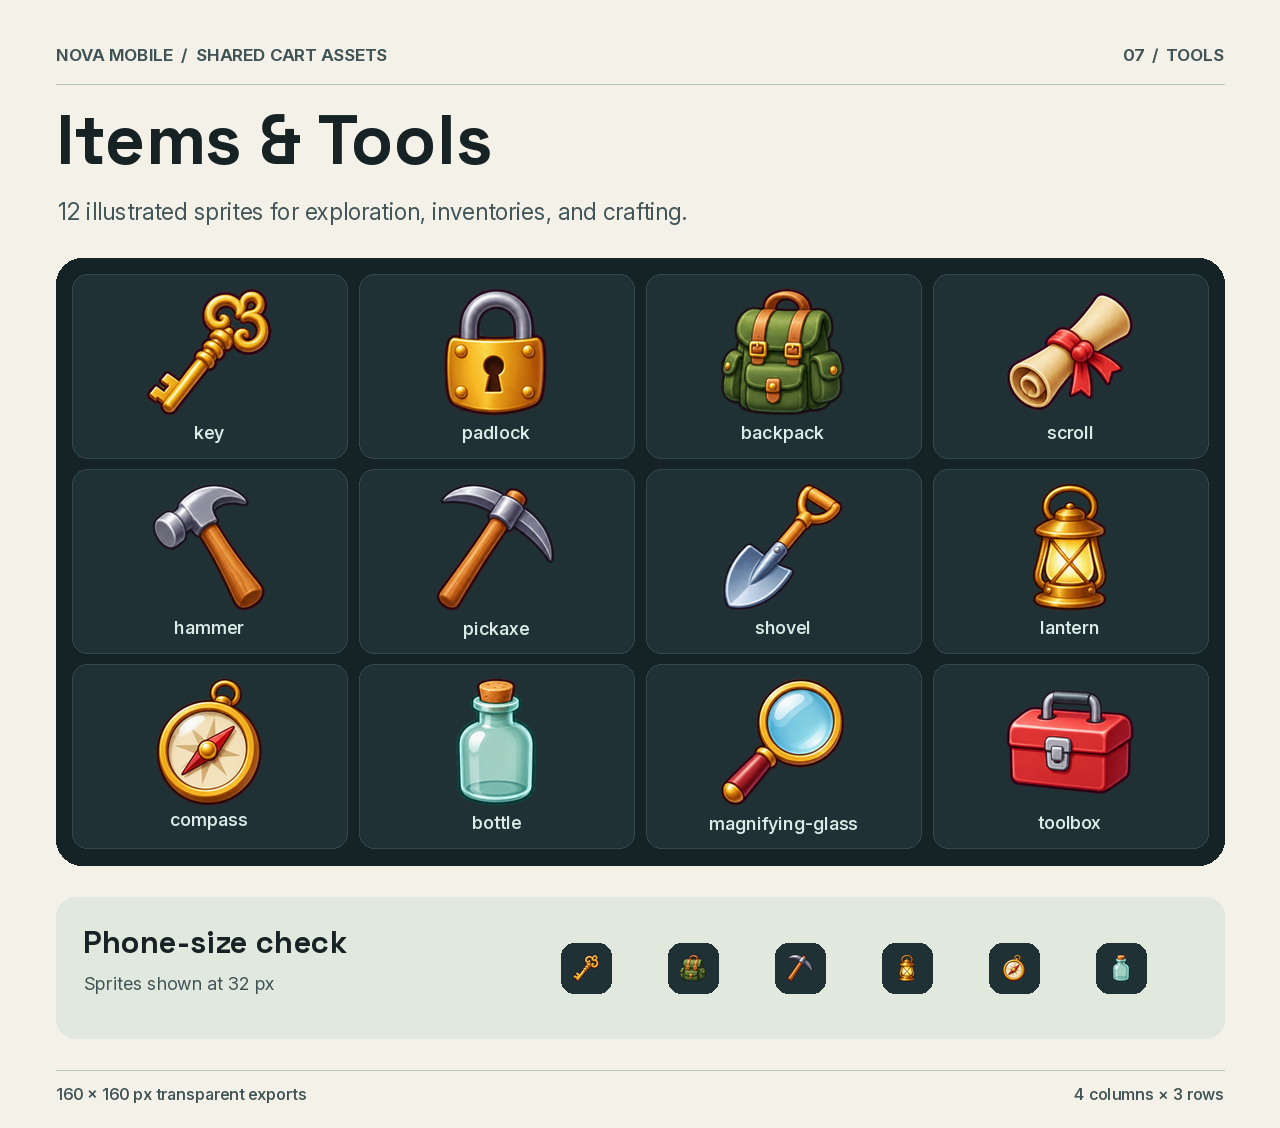 NOVA MOBILE / SHARED CART ASSETS
07 / TOOLS
Items & Tools
12 illustrated sprites for exploration, inventories, and crafting.
key
padlock
backpack
scroll
hammer
pickaxe
shovel
lantern
compass
bottle
magnifying-glass
toolbox
Phone-size check
Sprites shown at 32 px
160 × 160 px transparent exports
4 columns × 3 rows